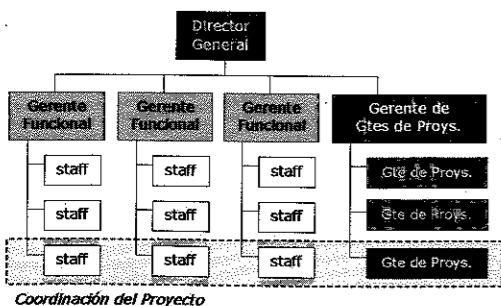 Director
General
Gerente
Funcional
Gerente
Funcional
Gerente
Funcional
Gerente de
Gtes de Proys.
staff
staff
staff
Gte de Proys.
staff
staff
staff
Gte de Proys.
staff
staff
staff
Gte de Proys.
Coordinación del Proyecto